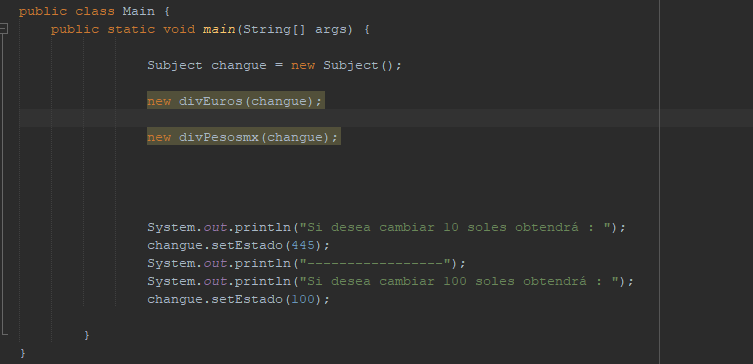 public class Main {
public static void main(String[] args) {
Subject changue = new Subject();
new divEuros(changue);
new divPesosmx(changue);
System.out.println("Si desea cambiar 10 soles obtendrá : ");
changue.setEstado(445);
System.out.println("-----------------");
System.out.println("Si desea cambiar 100 soles obtendrá : ");
changue.setEstado(100);
}
}